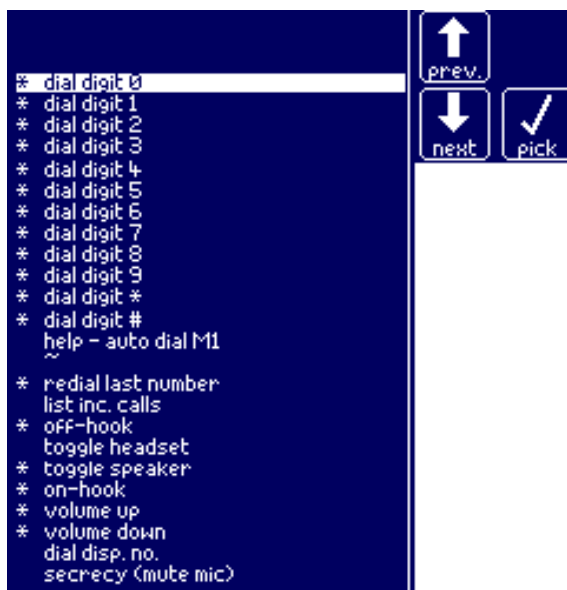 * dial digit 0
* dial digit 1
* dial digit 2
* dial digit 3
* dial digit 4
* dial digit 5
* dial digit 6
* dial digit 7
* dial digit 8
* dial digit 9
* dial digit *
* dial digit #
help - auto dial M1
~
* redial last number
list inc. calls
* off-hook
toggle headset
* toggle speaker
* on-hook
* volume up
* volume down
dial disp. no.
secrecy (mute mic)
prev.
next
pick